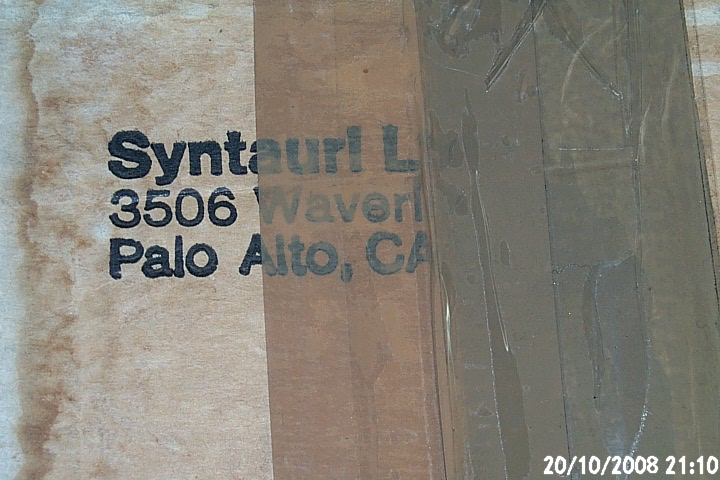 Syntauri L
3506 Waverl
Palo Alto, CA
20/10/2008 21:10